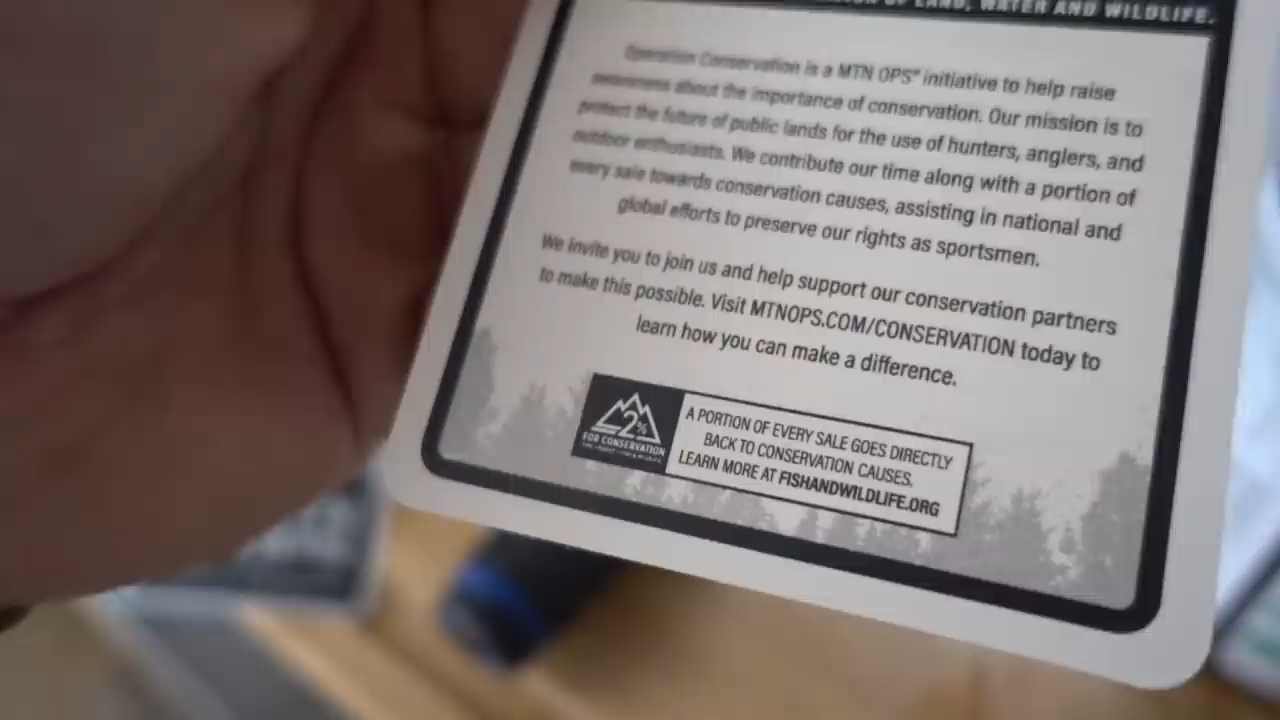 OF LAND, WATER AND WILDLIFE.
Operation Conservation is a MTN OPS® initiative to help raise
awareness about the importance of conservation. Our mission is to
protect the future of public lands for the use of hunters, anglers, and
outdoor enthusiasts. We contribute our time along with a portion of
every sale towards conservation causes, assisting in national and
global efforts to preserve our rights as sportsmen.
We invite you to join us and help support our conservation partners
to make this possible. Visit MTNOPS.COM/CONSERVATION today to
learn how you can make a difference.
2%
FOR CONSERVATION
A PORTION OF EVERY SALE GOES DIRECTLY
BACK TO CONSERVATION CAUSES.
LEARN MORE AT FISHANDWILDLIFE.ORG